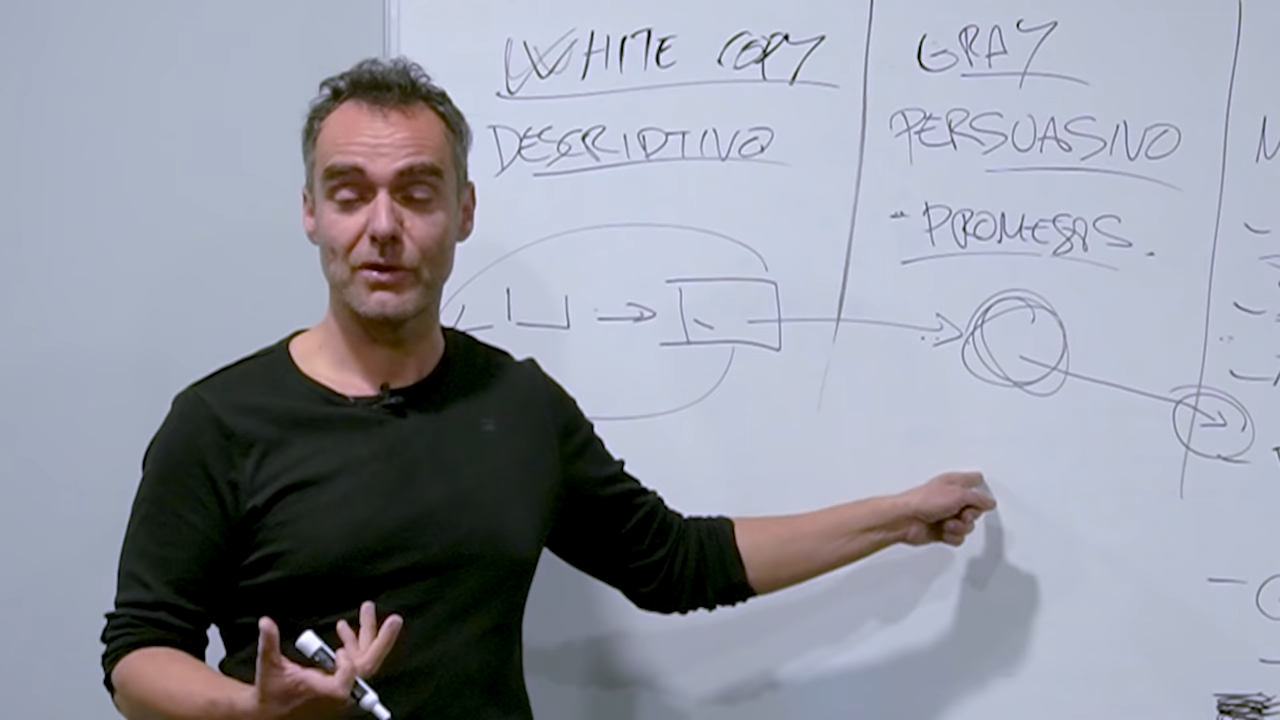 WHITE COPY
DESCRIPTIVO
GRAY
PERSUASIVO
- PROMESAS.